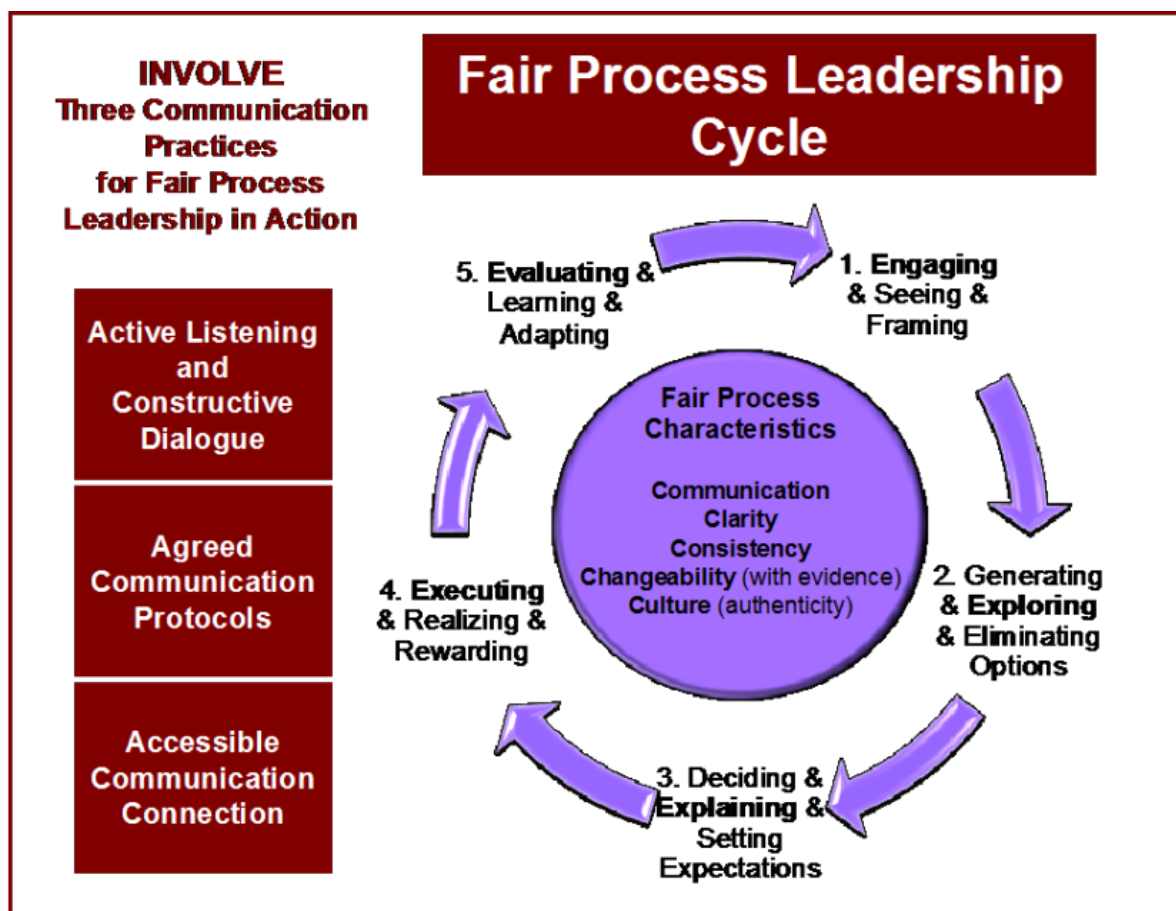 INVOLVE
Three Communication
Practices
for Fair Process
Leadership in Action
Active Listening
and
Constructive
Dialogue
Agreed
Communication
Protocols
Accessible
Communication
Connection
Fair Process Leadership
Cycle
1. Engaging
& Seeing &
Framing
2. Generating
& Exploring
& Eliminating
Options
3. Deciding &
Explaining &
Setting
Expectations
4. Executing
& Realizing &
Rewarding
5. Evaluating &
Learning &
Adapting
Fair Process
Characteristics
Communication
Clarity
Consistency
Changeability (with evidence)
Culture (authenticity)